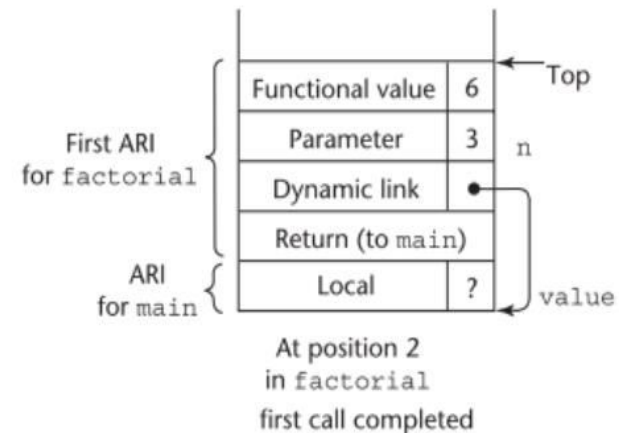 Top
Functional value 6
First ARI
for factorial
Parameter 3 n
Dynamic link
Return (to main)
ARI
for main
Local ?
value
At position 2
in factorial
first call completed